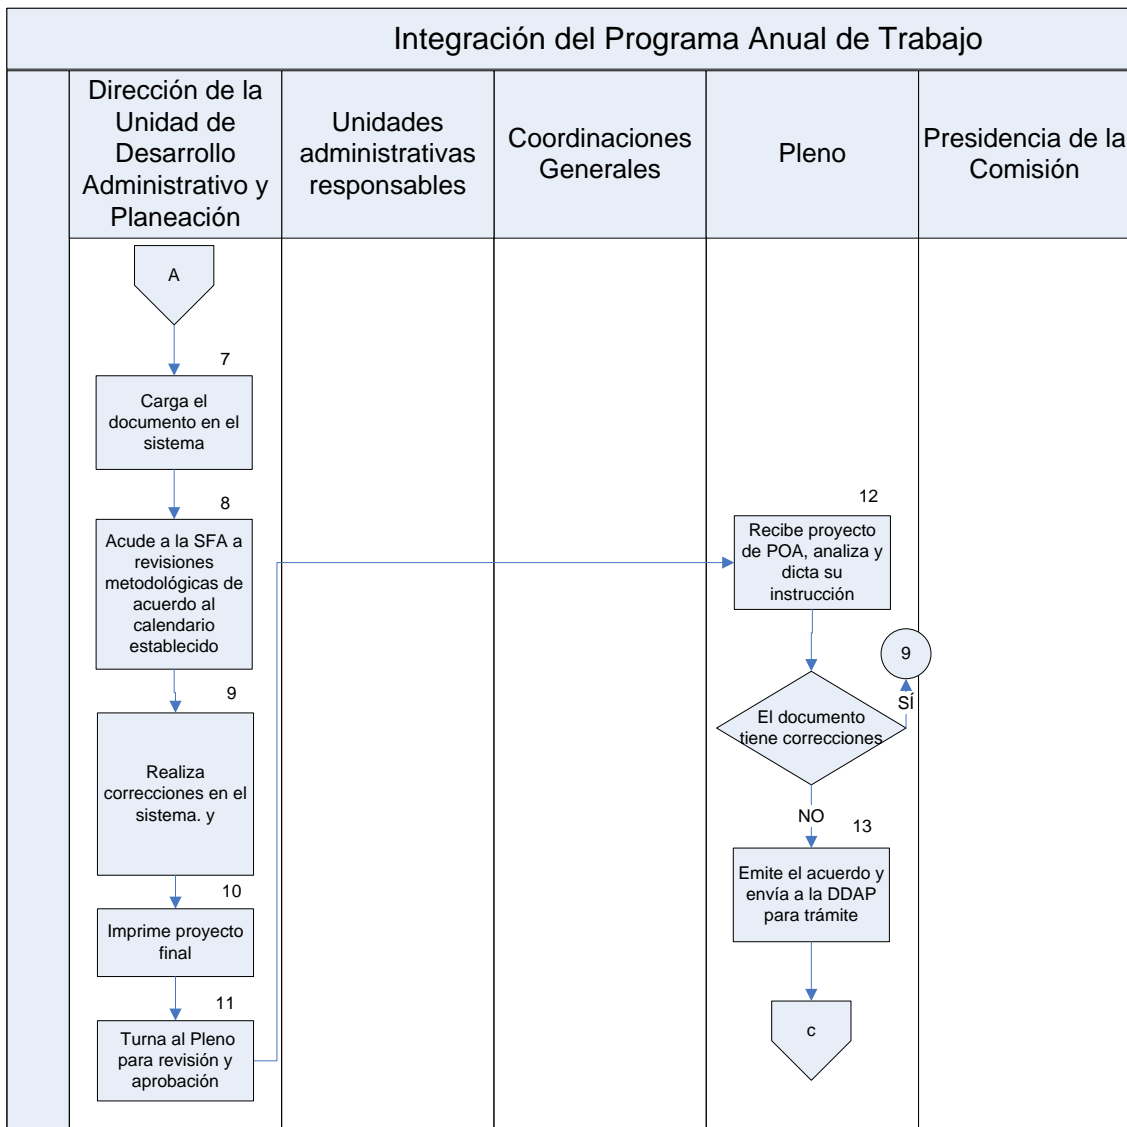 Integración del Programa Anual de Trabajo
Dirección de la
Unidad de
Desarrollo
Administrativo y
Planeación
Unidades
administrativas
responsables
Coordinaciones
Generales
Pleno
Presidencia de la
Comisión
A
7
Carga el
documento en el
sistema
8
Acude a la SFA a
revisiones
metodológicas de
acuerdo al
calendario
establecido
9
Realiza
correcciones en el
sistema. y
10
Imprime proyecto
final
11
Turna al Pleno
para revisión y
aprobación
12
Recibe proyecto
de POA, analiza y
dicta su
instrucción
9
SÍ
El documento
tiene correcciones
NO
13
Emite el acuerdo y
envía a la DDAP
para trámite
c